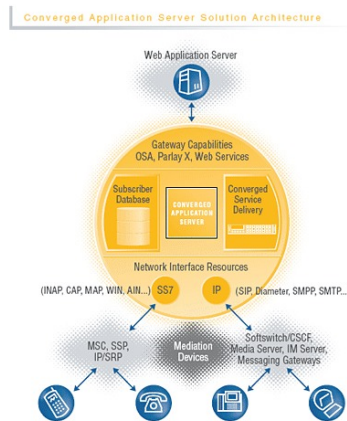 Converged Application Server Solution Architecture
Web Application Server
Gateway Capabilities
OSA, Parlay X, Web Services
Subscriber
Database
CONVERGED
APPLICATION
SERVER
Converged
Service
Delivery
Network Interface Resources
(INAP, CAP, MAP, WIN, AIN...) SS7 IP (SIP, Diameter, SMPP, SMTP...)
MSC, SSP,
IP/SRP
Mediation
Devices
Softswitch/CSCF,
Media Server, IM Server,
Messaging Gateways